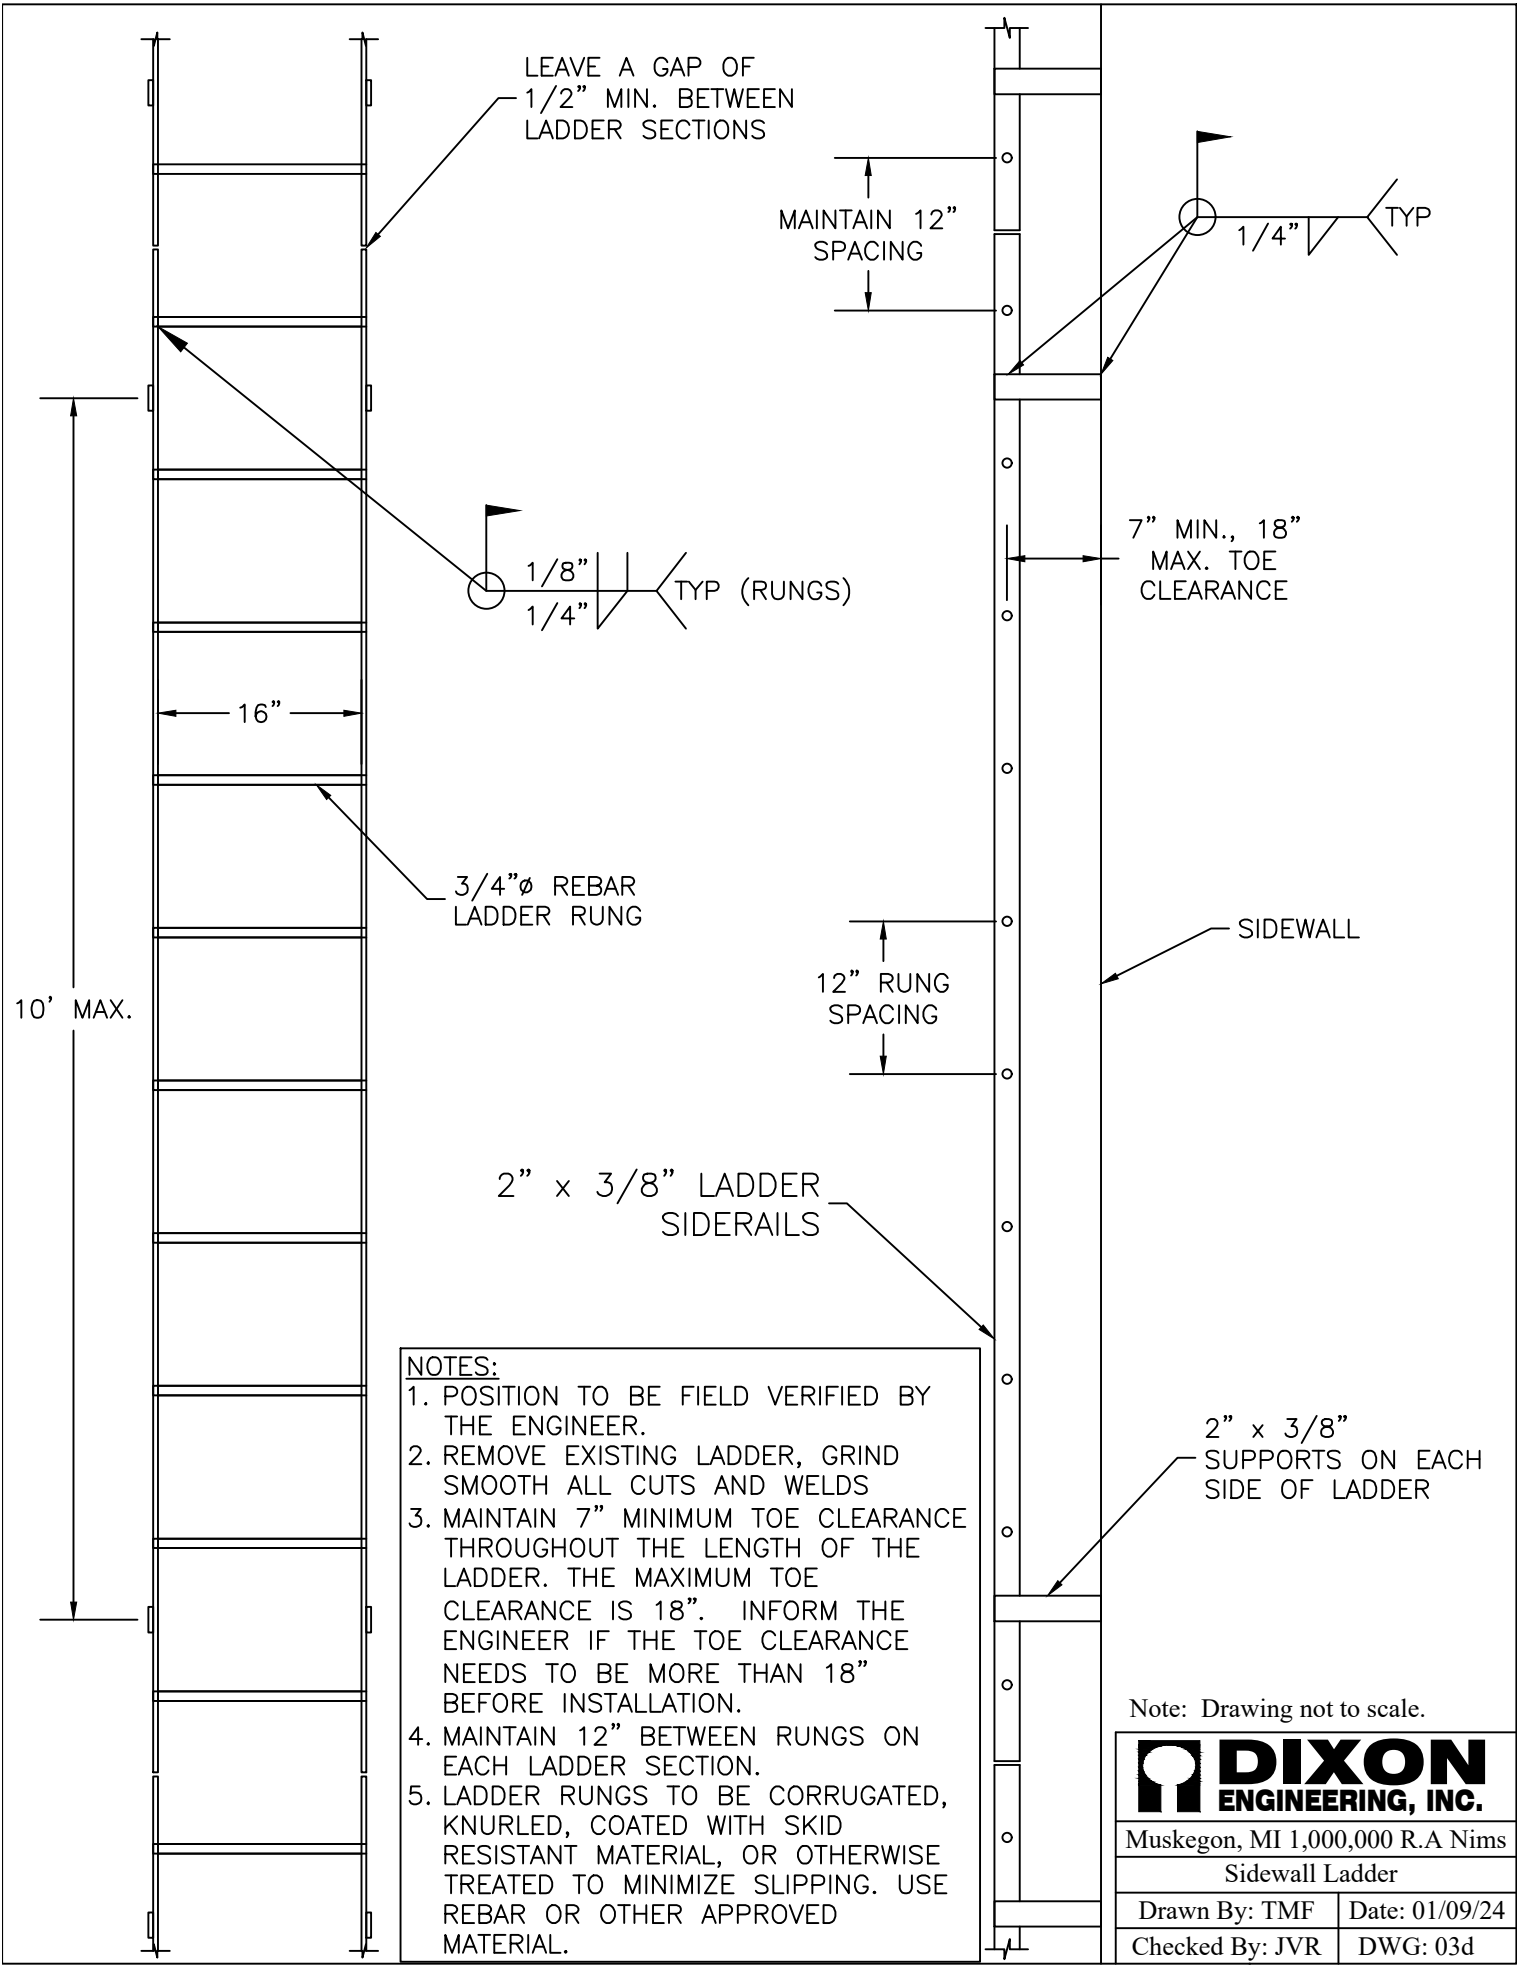 LEAVE A GAP OF
1/2” MIN. BETWEEN
LADDER SECTIONS
MAINTAIN 12”
SPACING
1/4”
TYP
7” MIN., 18”
MAX. TOE
CLEARANCE
1/8”
1/4”
TYP (RUNGS)
16”
3/4”ø REBAR
LADDER RUNG
SIDEWALL
12” RUNG
SPACING
10’ MAX.
2” x 3/8” LADDER
SIDERAILS
2” x 3/8”
SUPPORTS ON EACH
SIDE OF LADDER
NOTES:
1. POSITION TO BE FIELD VERIFIED BY
THE ENGINEER.
2. REMOVE EXISTING LADDER, GRIND
SMOOTH ALL CUTS AND WELDS
3. MAINTAIN 7” MINIMUM TOE CLEARANCE
THROUGHOUT THE LENGTH OF THE
LADDER. THE MAXIMUM TOE
CLEARANCE IS 18”. INFORM THE
ENGINEER IF THE TOE CLEARANCE
NEEDS TO BE MORE THAN 18”
BEFORE INSTALLATION.
4. MAINTAIN 12” BETWEEN RUNGS ON
EACH LADDER SECTION.
5. LADDER RUNGS TO BE CORRUGATED,
KNURLED, COATED WITH SKID
RESISTANT MATERIAL, OR OTHERWISE
TREATED TO MINIMIZE SLIPPING. USE
REBAR OR OTHER APPROVED
MATERIAL.
Note: Drawing not to scale.
DIXON
ENGINEERING, INC.
Muskegon, MI 1,000,000 R.A Nims
Sidewall Ladder
Drawn By: TMF
Date: 01/09/24
Checked By: JVR
DWG: 03d